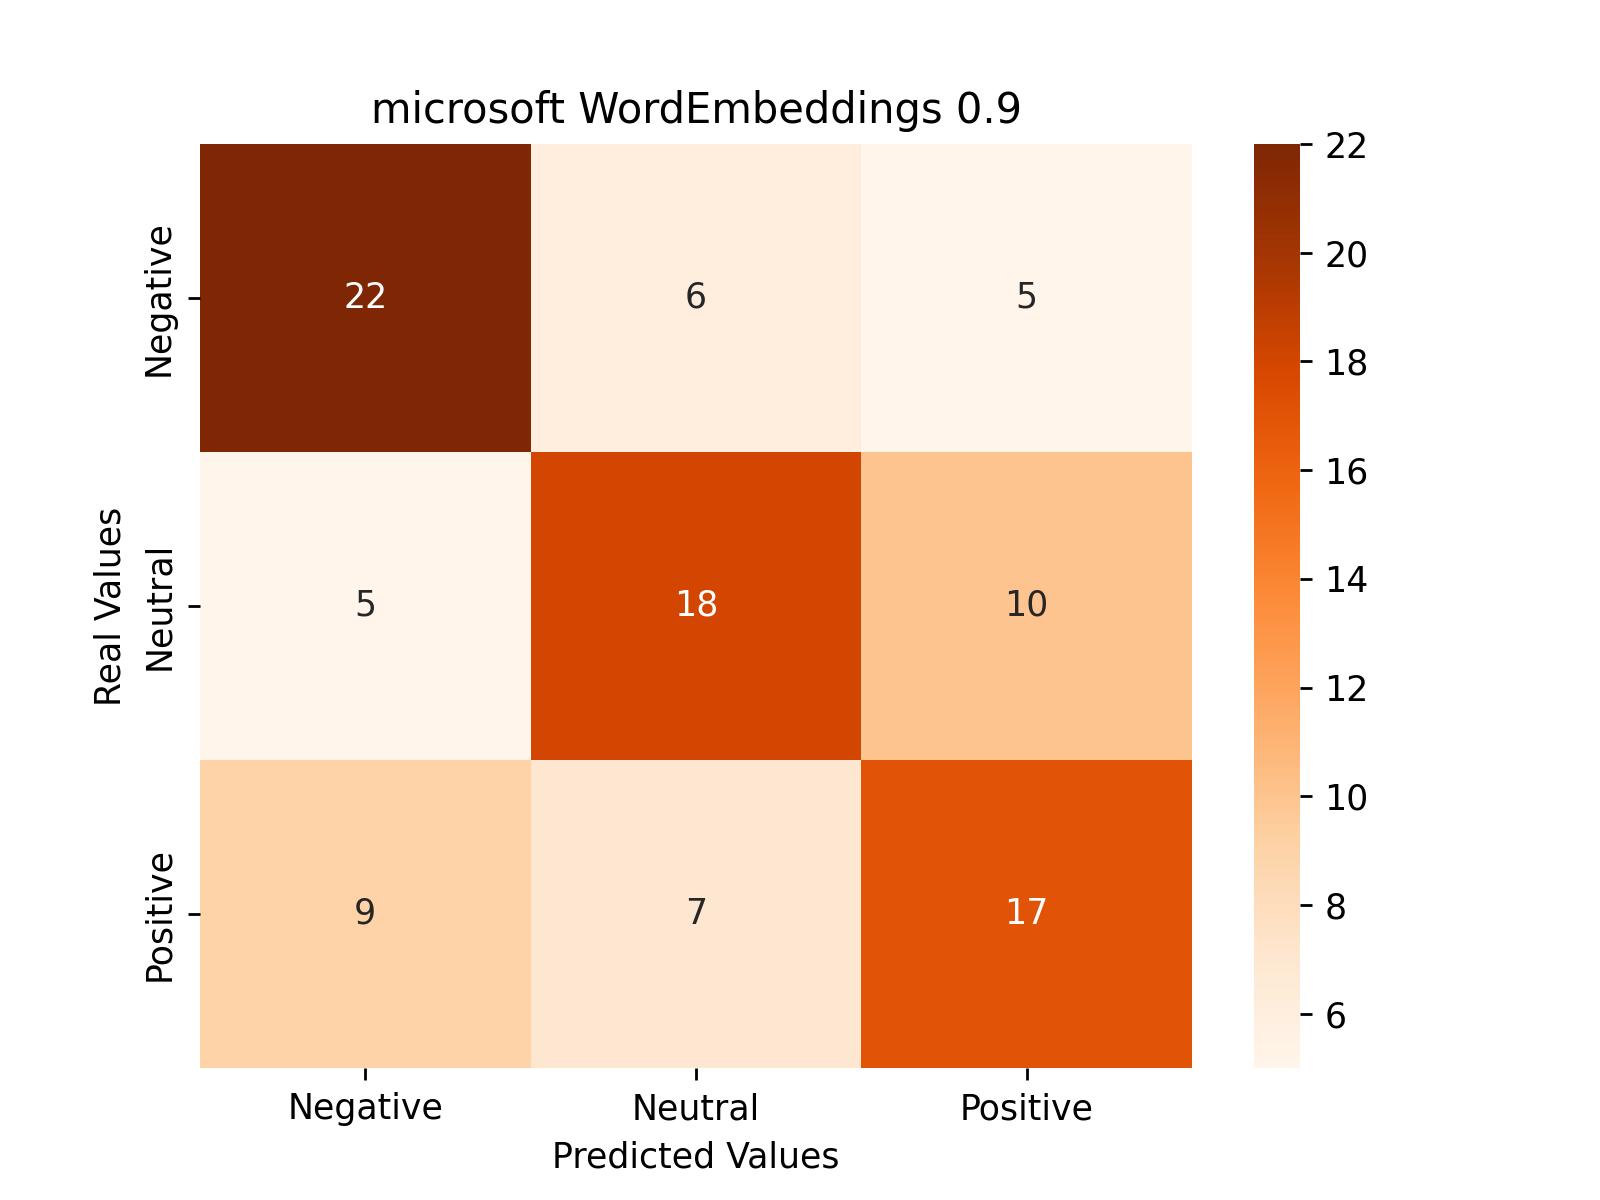 microsoft WordEmbeddings 0.9
Real Values
Negative
22 6 5
Neutral
5 18 10
Positive
9 7 17
Negative Neutral Positive
Predicted Values
22
20
18
16
14
12
10
8
6